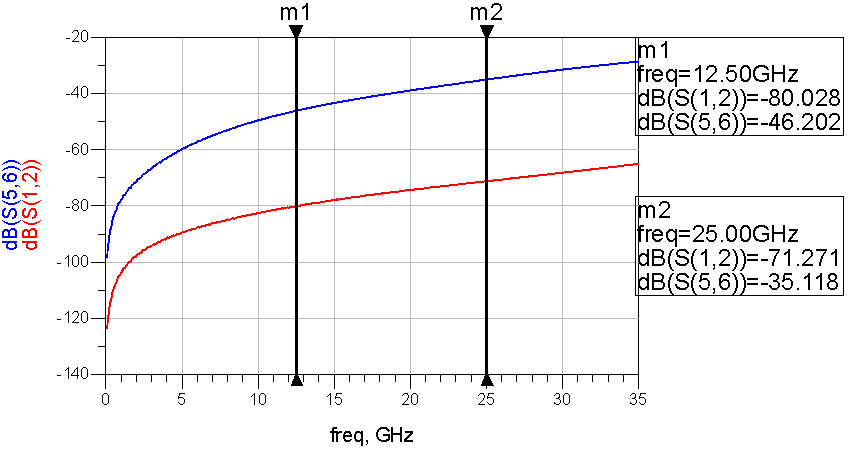 m1 m2
-20
-40
-60
-80
-100
-120
-140
0 5 10 15 20 25 30 35
freq, GHz
dB(S(5,6))
dB(S(1,2))
m1
freq=12.50GHz
dB(S(1,2))=-80.028
dB(S(5,6))=-46.202
m2
freq=25.00GHz
dB(S(1,2))=-71.271
dB(S(5,6))=-35.118